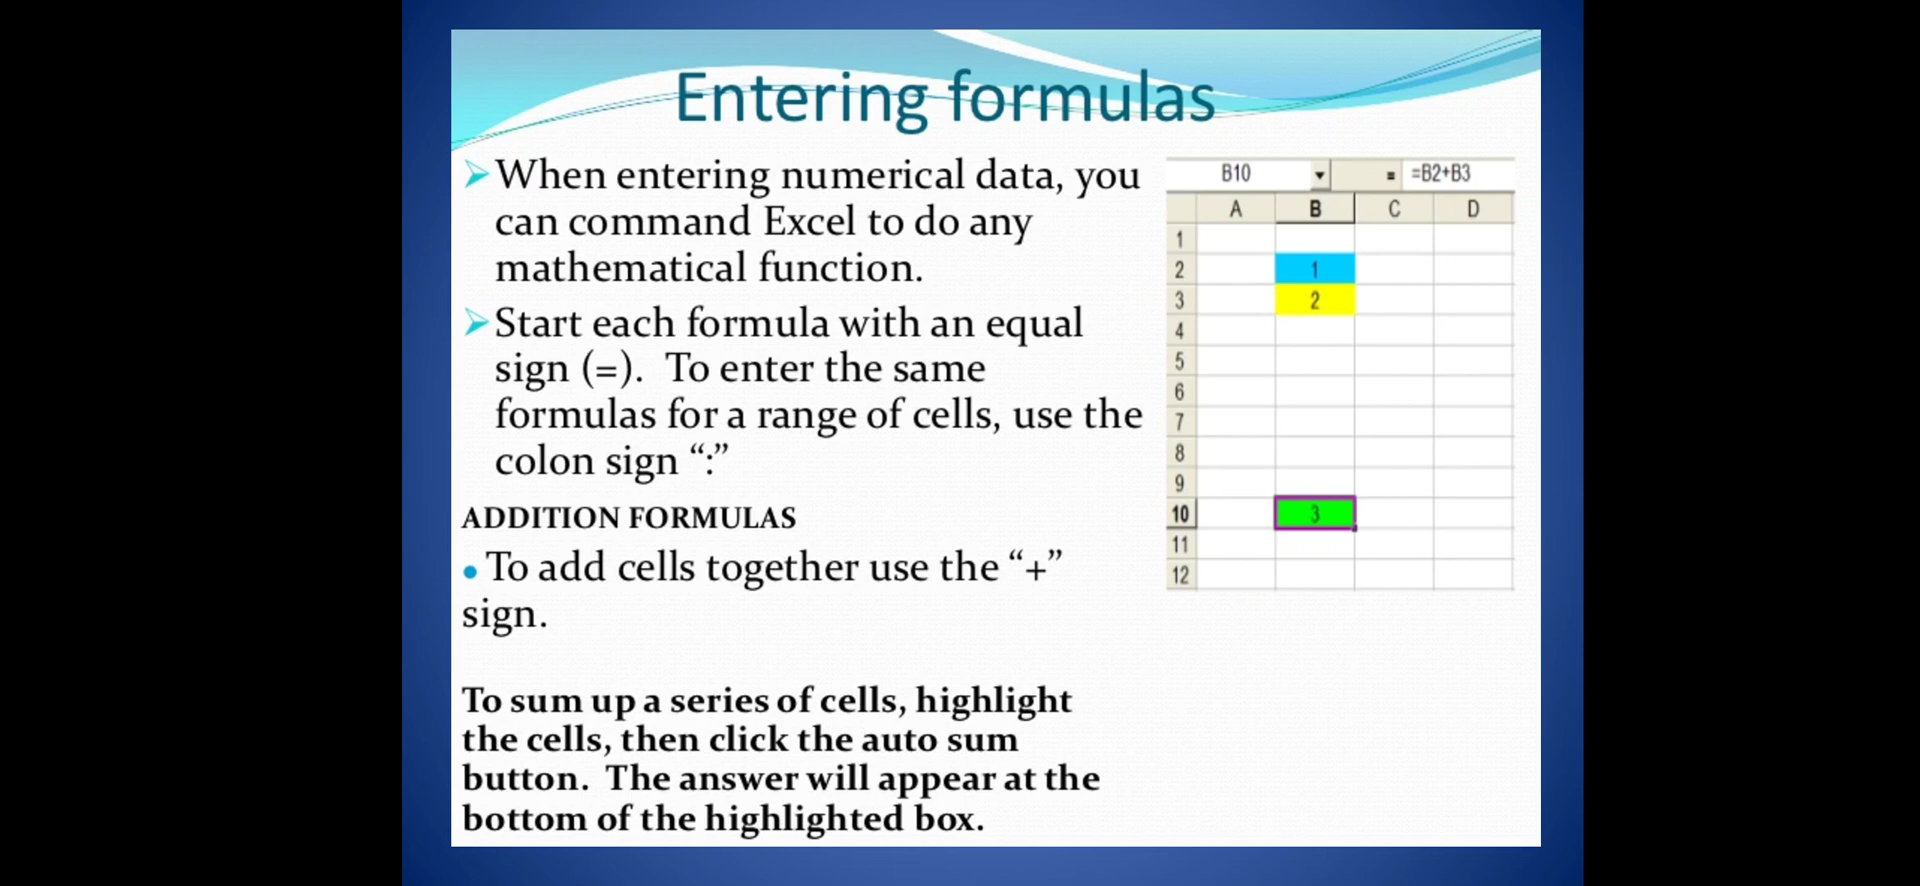 Entering formulas
➢When entering numerical data, you
can command Excel to do any
mathematical function.
➢Start each formula with an equal
sign (=).  To enter the same
formulas for a range of cells, use the
colon sign “:”
ADDITION FORMULAS
•To add cells together use the “+”
sign.
To sum up a series of cells, highlight
the cells, then click the auto sum
button.  The answer will appear at the
bottom of the highlighted box.
B10 = =B2+B3
A B C D
1
2 1
3 2
4
5
6
7
8
9
10 3
11
12